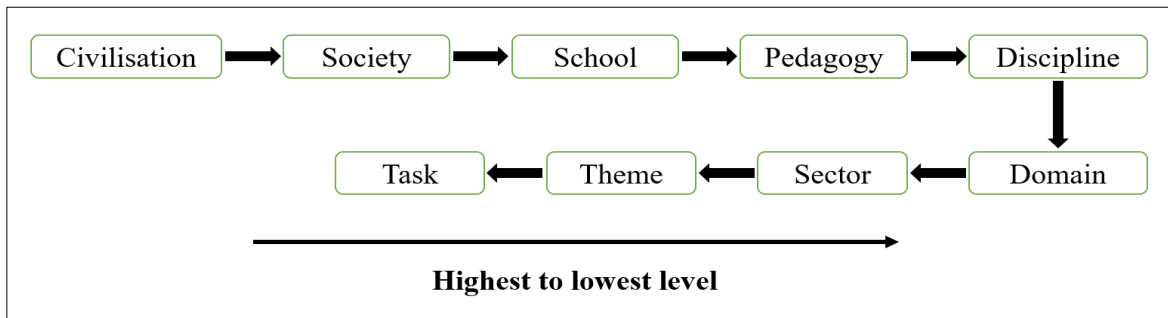 Civilisation
Society
School
Pedagogy
Discipline
Task
Theme
Sector
Domain
Highest to lowest level